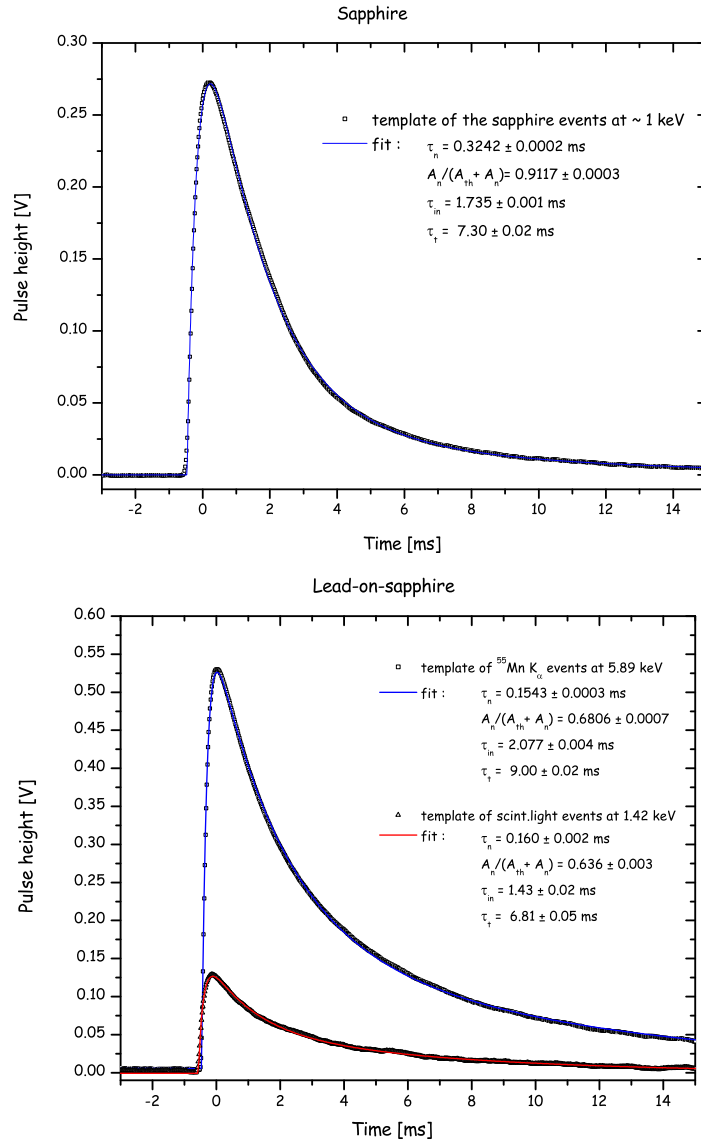 Sapphire
0.30
0.25
0.20
0.15
0.10
0.05
0.00
Pulse height [V]
template of the sapphire events at ~ 1 keV
fit :
τn = 0.3242 ± 0.0002 ms
An/(Ath+ An)= 0.9117 ± 0.0003
τin = 1.735 ± 0.001 ms
τt = 7.30 ± 0.02 ms
-2 0 2 4 6 8 10 12 14
Time [ms]
Lead-on-sapphire
0.60
0.55
0.50
0.45
0.40
0.35
0.30
0.25
0.20
0.15
0.10
0.05
0.00
Pulse height [V]
template of 55Mn Kα events at 5.89 keV
fit :
τn = 0.1543 ± 0.0003 ms
An/(Ath+ An) = 0.6806 ± 0.0007
τin = 2.077 ± 0.004 ms
τt = 9.00 ± 0.02 ms
template of scint.light events at 1.42 keV
fit :
τn = 0.160 ± 0.002 ms
An/(Ath+ An) = 0.636 ± 0.003
τin = 1.43 ± 0.02 ms
τt = 6.81 ± 0.05 ms
-2 0 2 4 6 8 10 12 14
Time [ms]